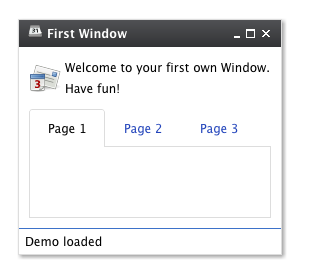 First Window
Welcome to your first own Window.
Have fun!
Page 1 Page 2 Page 3
Demo loaded